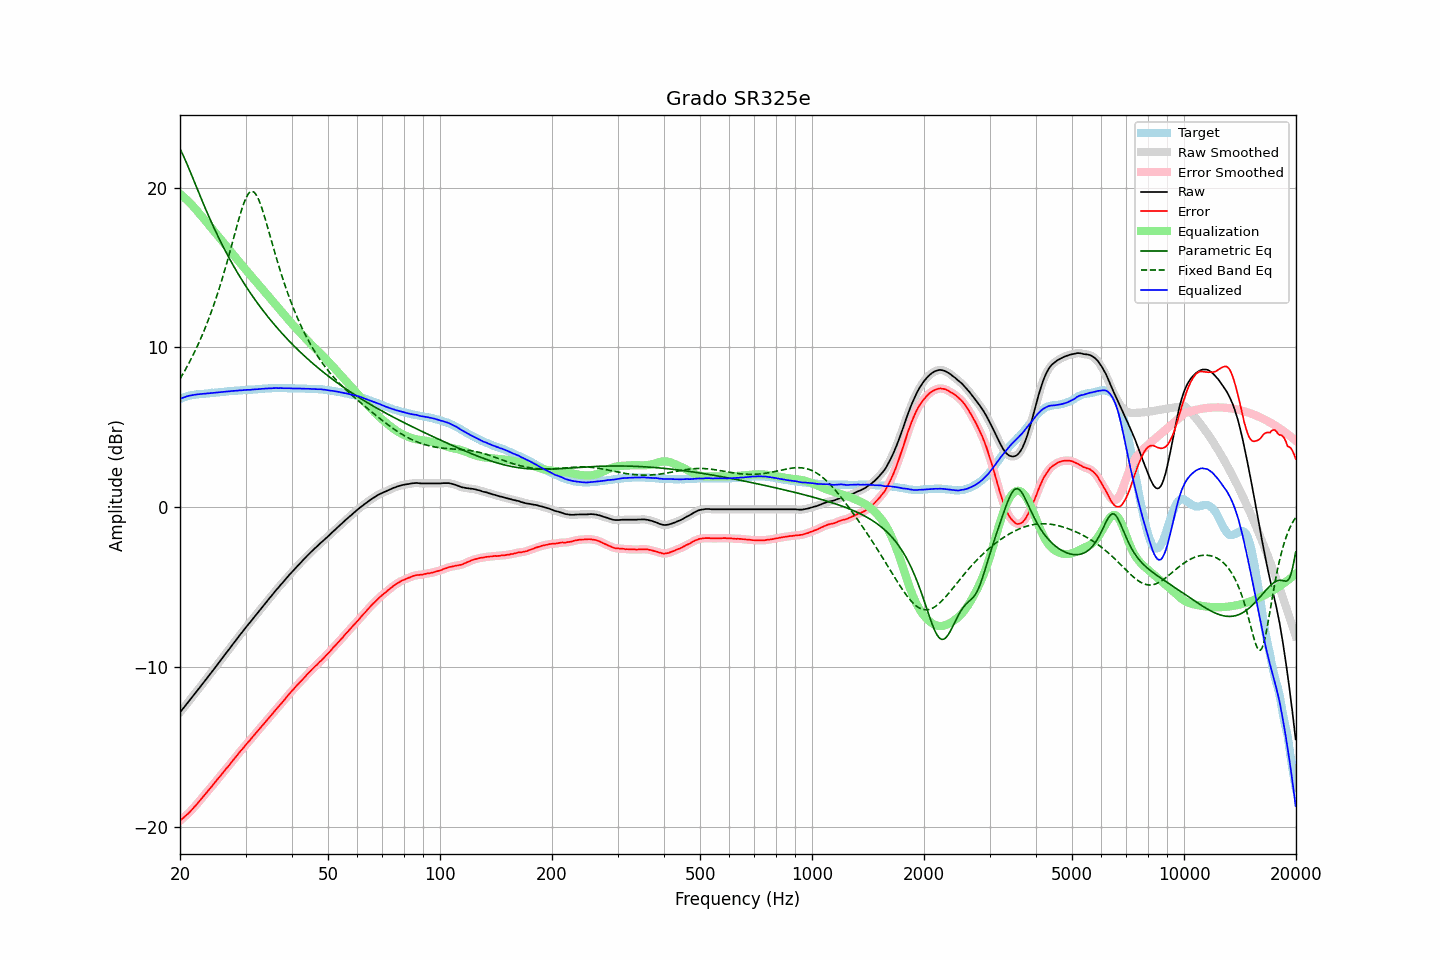 Grado SR325e
Target
Raw Smoothed
Error Smoothed
Raw
Error
Equalization
Parametric Eq
Fixed Band Eq
Equalized
20
10
0
−10
−20
Amplitude (dBr)
20 50 100 200 500 1000 2000 5000 10000 20000
Frequency (Hz)